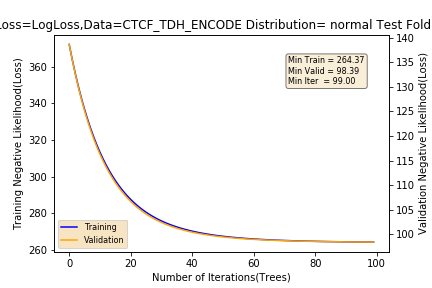 Loss=LogLoss,Data=CTCF_TDH_ENCODE Distribution= normal Test Fold
Training Negative Likelihood(Loss)
360
340
320
300
280
260
Min Train = 264.37
Min Valid = 98.39
Min Iter = 99.00
Training
Validation
140
135
130
125
120
115
110
105
100
Validation Negative Likelihood(Loss)
0 20 40 60 80 100
Number of Iterations(Trees)